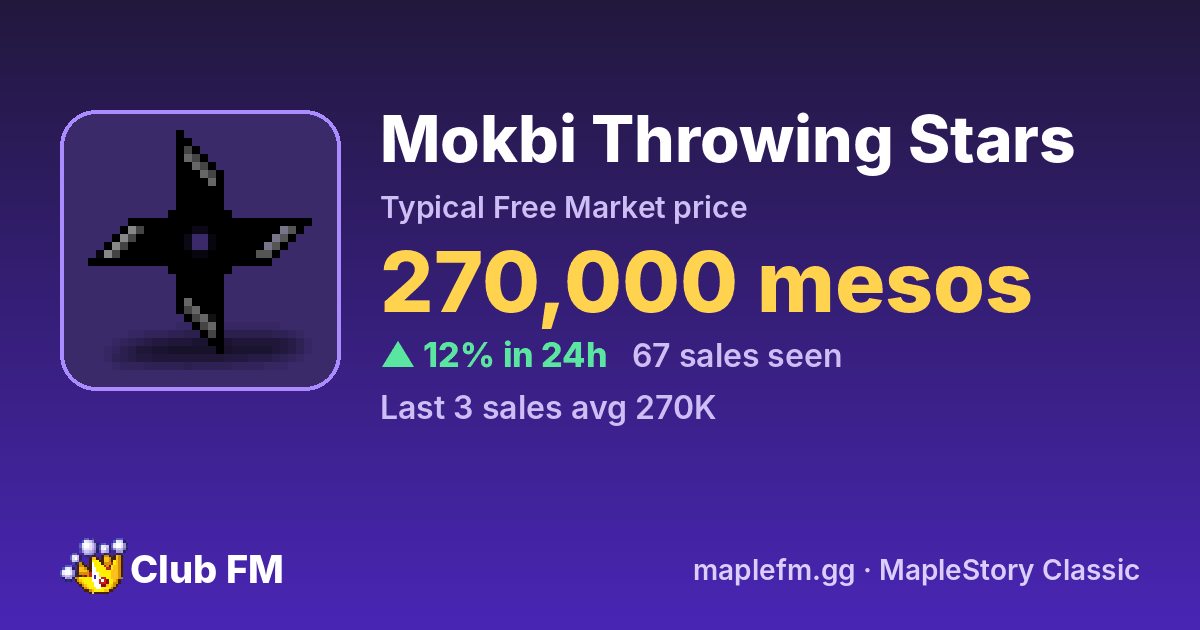 Mokbi Throwing Stars
Typical Free Market price
270,000 mesos
▲ 12% in 24h 67 sales seen
Last 3 sales avg 270K
Club FM
maplefm.gg · MapleStory Classic